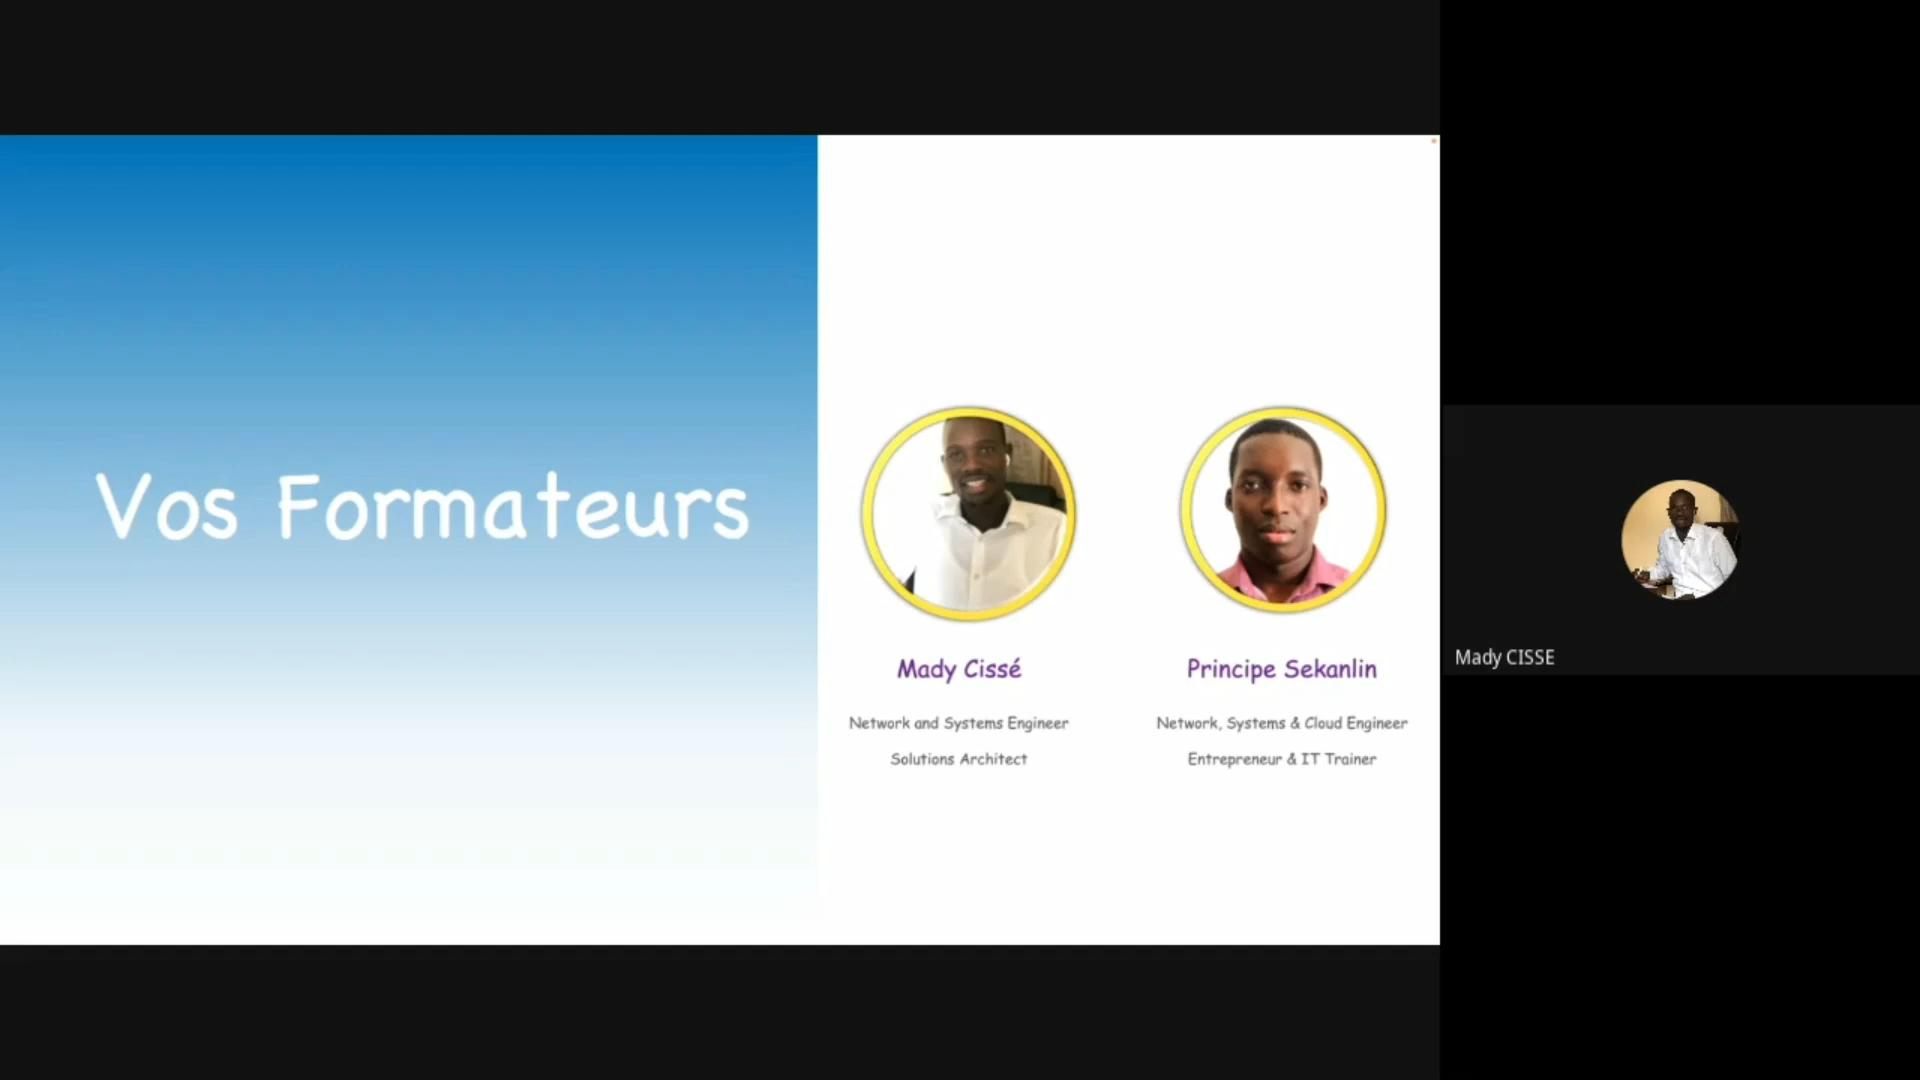 Vos Formateurs
Mady Cissé
Network and Systems Engineer
Solutions Architect
Principe Sekanlin
Network, Systems & Cloud Engineer
Entrepreneur & IT Trainer
Mady CISSE